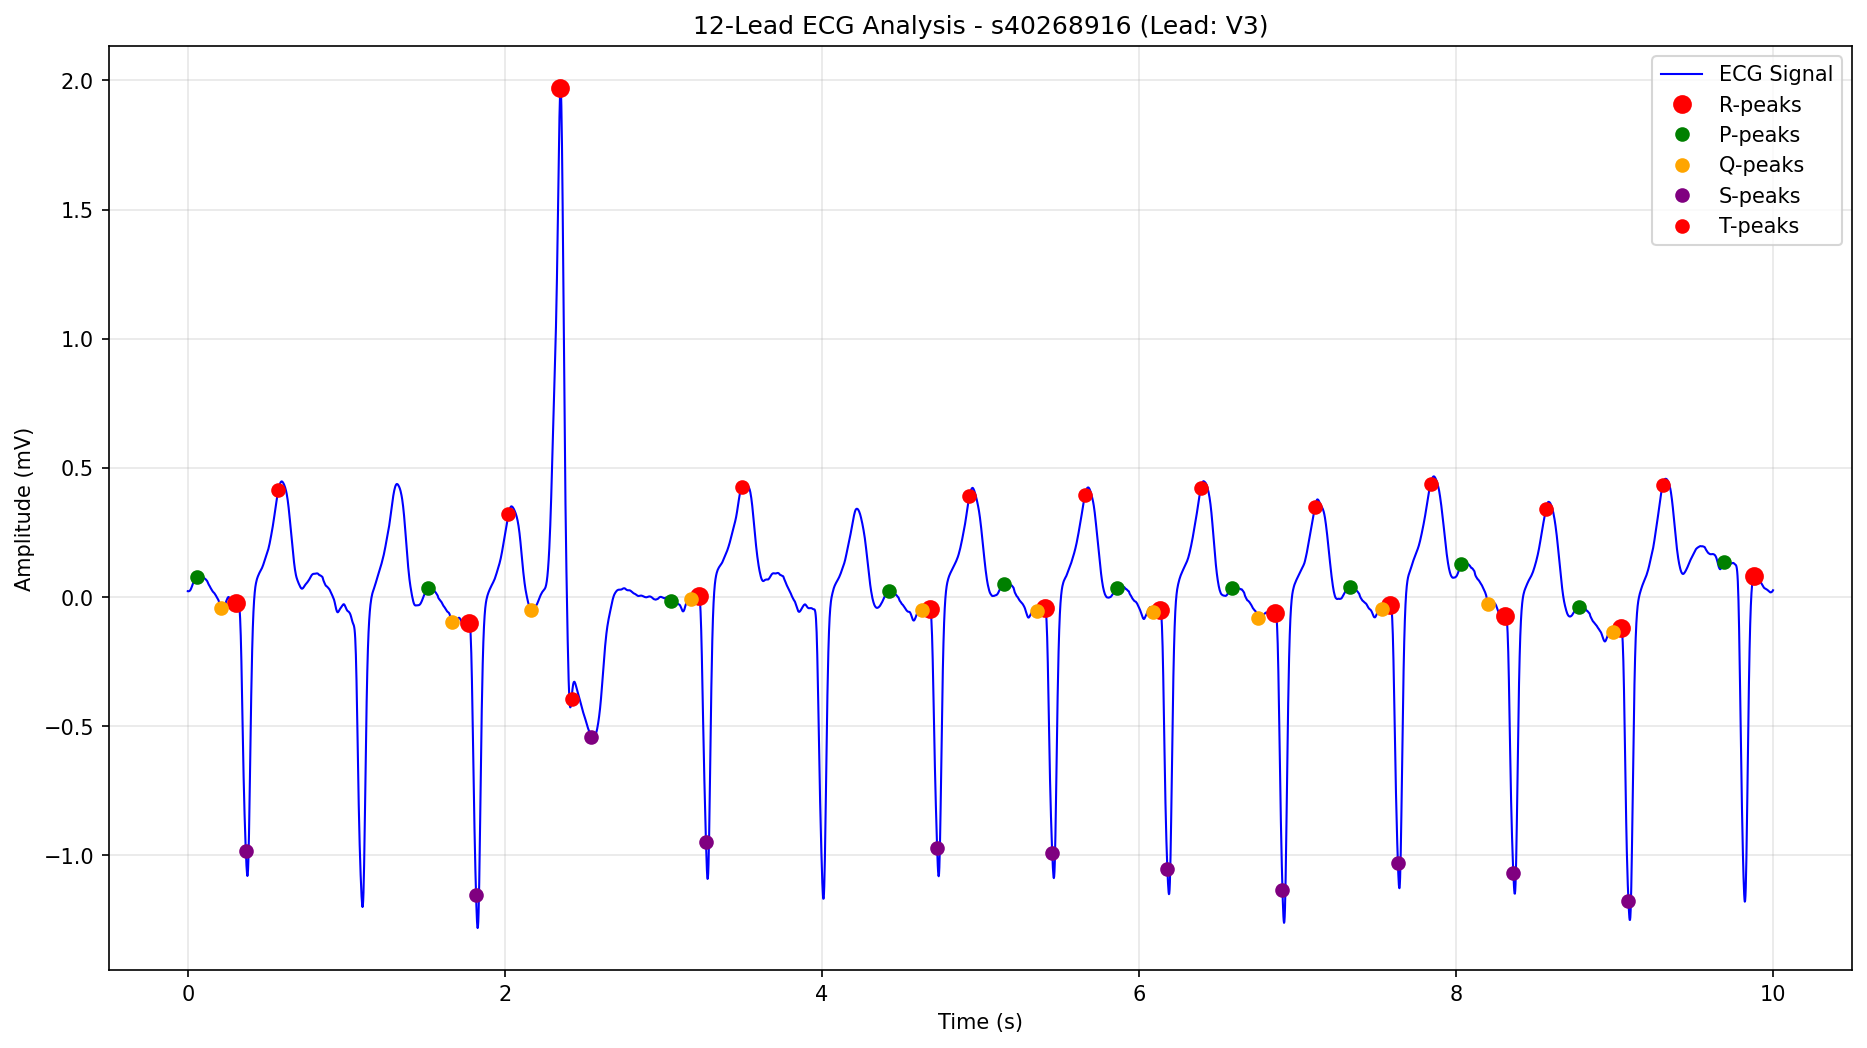 12-Lead ECG Analysis - s40268916 (Lead: V3)
ECG Signal
R-peaks
P-peaks
Q-peaks
S-peaks
T-peaks
Amplitude (mV)
2.0
1.5
1.0
0.5
0.0
−0.5
−1.0
0 2 4 6 8 10
Time (s)